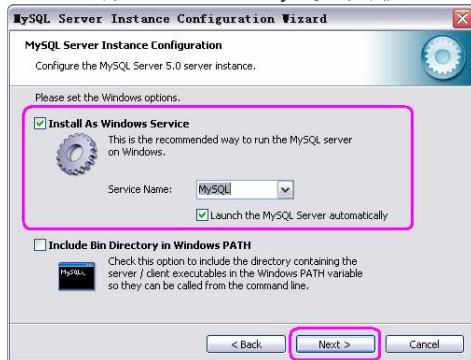 MySQL Server Instance Configuration Wizard
MySQL Server Instance Configuration
Configure the MySQL Server 5.0 server instance.
Please set the Windows options.
Install As Windows Service
This is the recommended way to run the MySQL server
on Windows.
Service Name: MySQL
Launch the MySQL Server automatically
Include Bin Directory in Windows PATH
Check this option to include the directory containing the
server / client executables in the Windows PATH variable
so they can be called from the command line.
< Back Next > Cancel